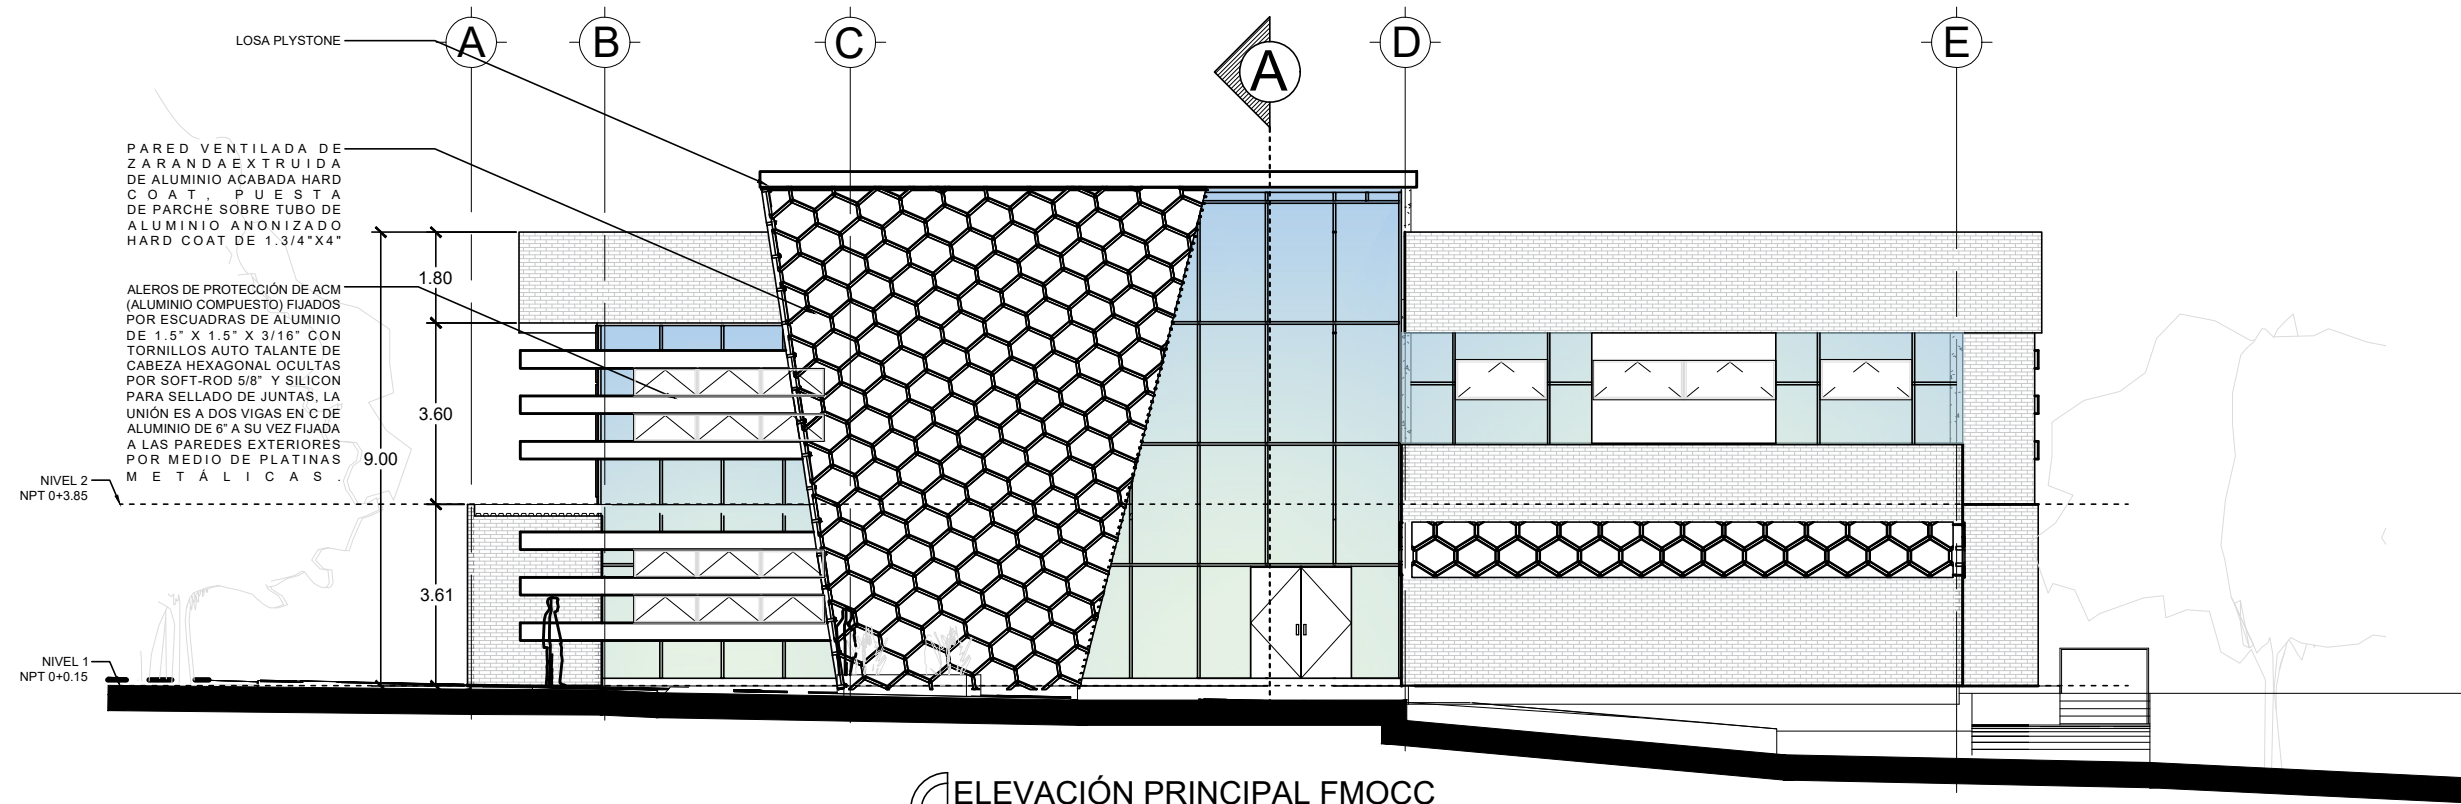 A
B
C
A
D
E
LOSA PLYSTONE
PARED VENTILADA DE
ZARANDA EXTRUIDA
DE ALUMINIO ACABADA HARD
COAT, PUESTA
DE PARCHE SOBRE TUBO DE
ALUMINIO ANONIZADO
HARD COAT DE 1.3/4"X4"
1.80
ALEROS DE PROTECCIÓN DE ACM
(ALUMINIO COMPUESTO) FIJADOS
POR ESCUADRAS DE ALUMINIO
DE 1.5" X 1.5" X 3/16" CON
TORNILLOS AUTO TALANTE DE
CABEZA HEXAGONAL OCULTAS
POR SOFT-ROD 5/8" Y SILICON
PARA SELLADO DE JUNTAS, LA
UNIÓN ES A DOS VIGAS EN C DE
ALUMINIO DE 6" A SU VEZ FIJADA
A LAS PAREDES EXTERIORES
POR MEDIO DE PLATINAS
METÁLICAS.
3.60
9.00
NIVEL 2
NPT 0+3.85
3.61
NIVEL 1
NPT 0+0.15
ELEVACIÓN PRINCIPAL FMOCC